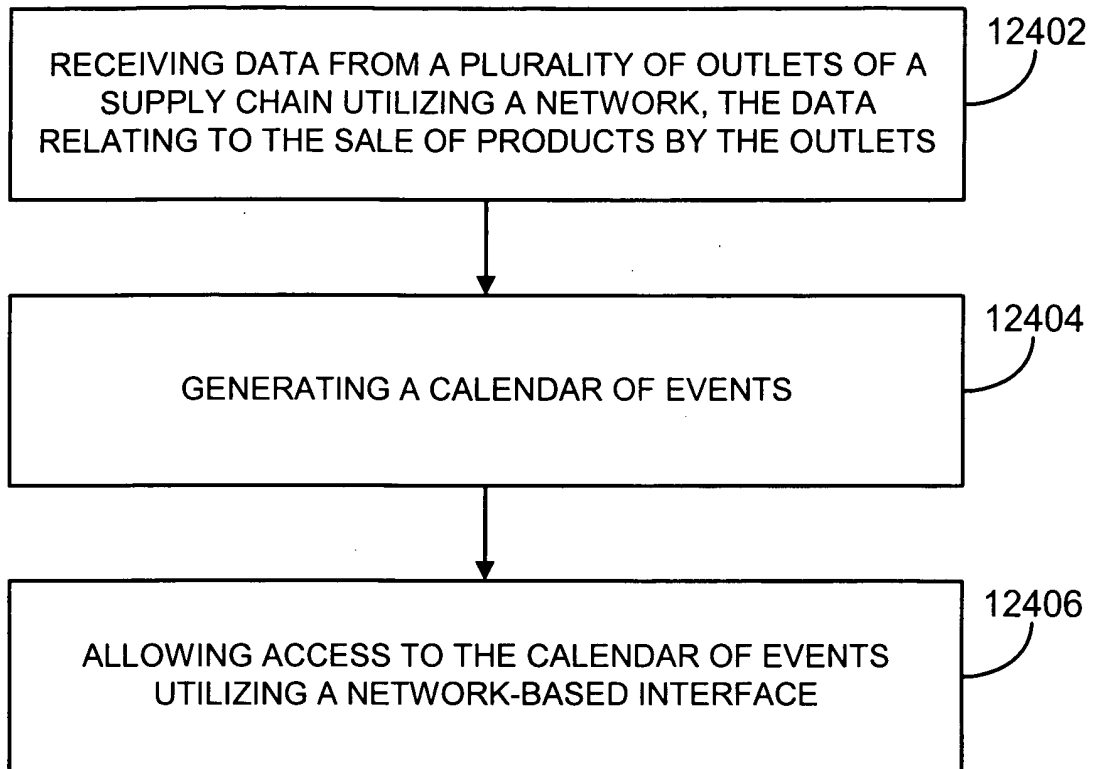 12402
RECEIVING DATA FROM A PLURALITY OF OUTLETS OF A
SUPPLY CHAIN UTILIZING A NETWORK, THE DATA
RELATING TO THE SALE OF PRODUCTS BY THE OUTLETS
12404
GENERATING A CALENDAR OF EVENTS
12406
ALLOWING ACCESS TO THE CALENDAR OF EVENTS
UTILIZING A NETWORK-BASED INTERFACE